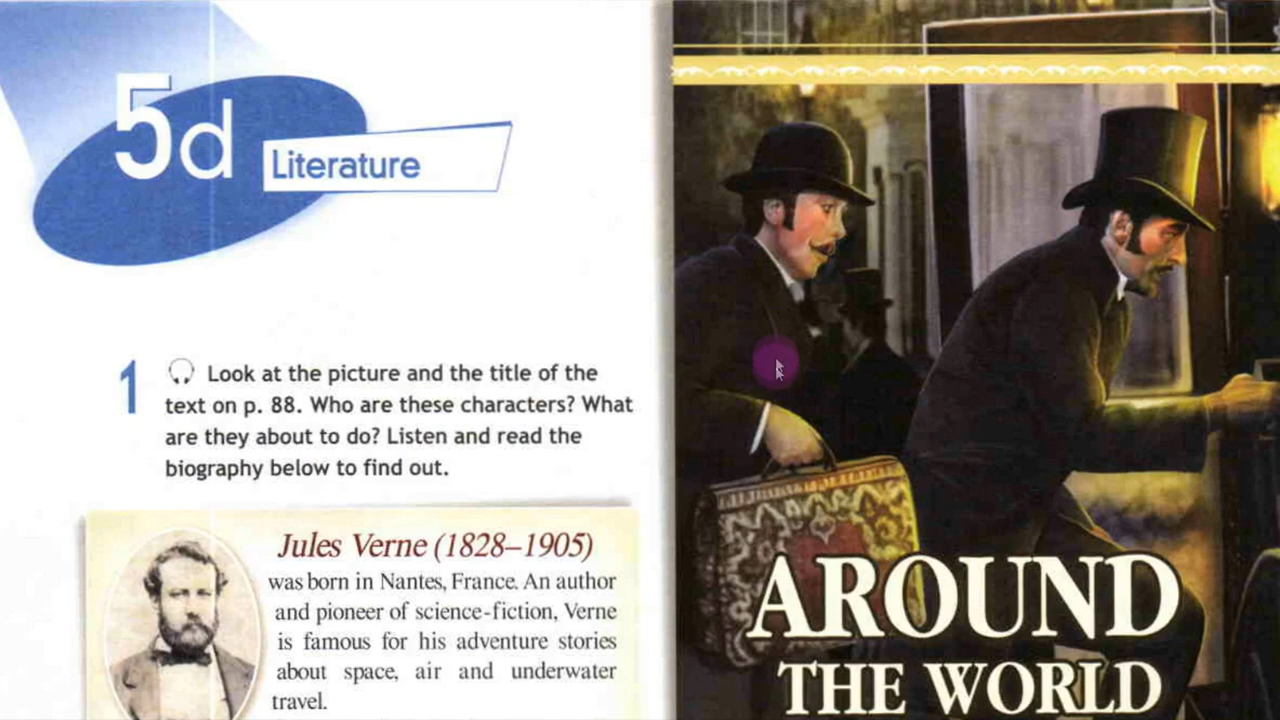 5d
Literature
1 Look at the picture and the title of the
text on p. 88. Who are these characters? What
are they about to do? Listen and read the
biography below to find out.
Jules Verne (1828–1905)
was born in Nantes, France. An author
and pioneer of science-fiction, Verne
is famous for his adventure stories
about space, air and underwater
travel.
AROUND
THE WORLD